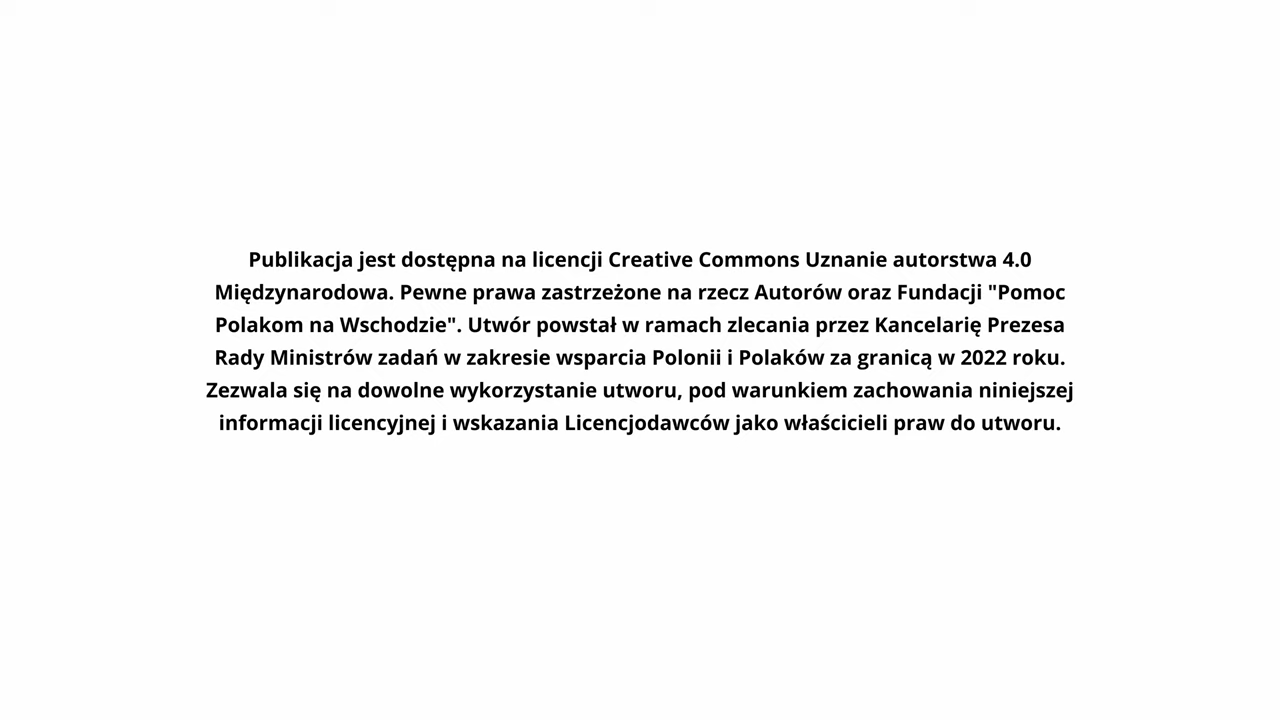 Publikacja jest dostępna na licencji Creative Commons Uznanie autorstwa 4.0
Międzynarodowa. Pewne prawa zastrzeżone na rzecz Autorów oraz Fundacji "Pomoc
Polakom na Wschodzie". Utwór powstał w ramach zlecania przez Kancelarię Prezesa
Rady Ministrów zadań w zakresie wsparcia Polonii i Polaków za granicą w 2022 roku.
Zezwala się na dowolne wykorzystanie utworu, pod warunkiem zachowania niniejszej
informacji licencyjnej i wskazania Licencjodawców jako właścicieli praw do utworu.